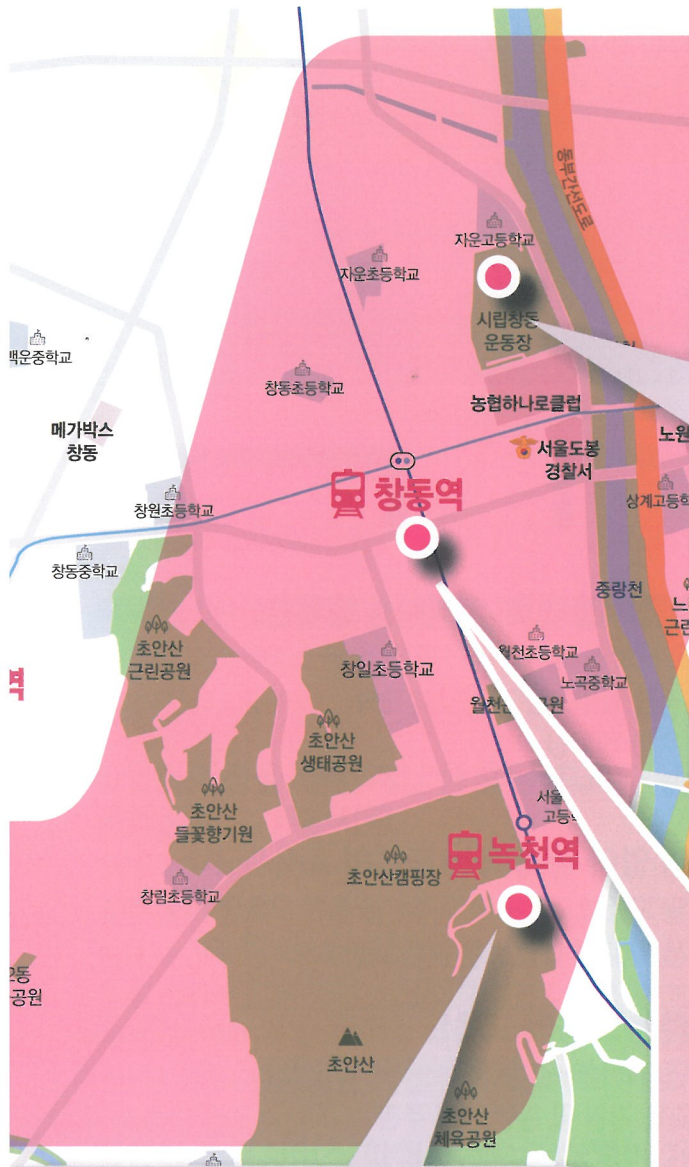 동부간선도로
자운고등학교
자운초등학교
시립창동
운동장
백운중학교
창동초등학교
농협하나로클럽
메가박스
창동
서울도봉
경찰서
노원
창동역
창원초등학교
상계고등학
창동중학교
중랑천
초안산
근린공원
창일초등학교
월천초등학교
노곡중학교
역
초안산
생태공원
초안산
들꽃향기원
서울
고등
녹천역
초안산캠핑장
창림초등학교
공원
초안산
초안산
체육공원